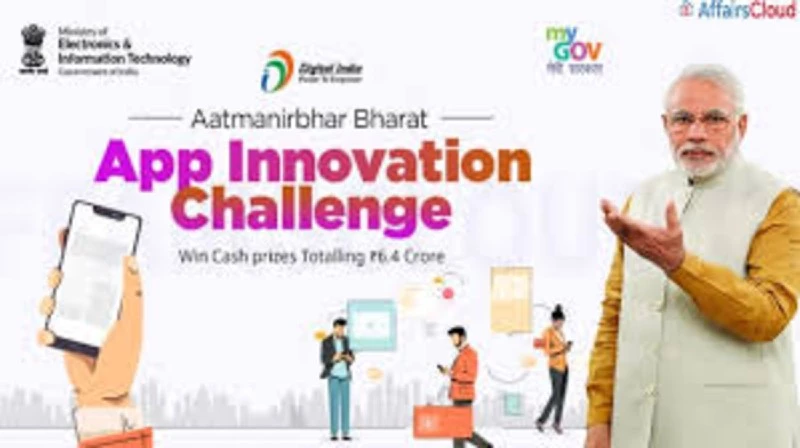 AffairsCloud
Ministry of
Electronics &
Information Technology
Government of India
Digital India
Power To Empower
my
GOV
मेरी सरकार
Aatmanirbhar Bharat
App Innovation
Challenge
Win Cash prizes Totalling ₹6.4 Crore